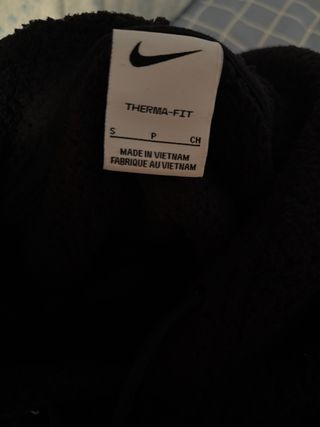 THERMA-FIT
S P CH
MADE IN VIETNAM
FABRIQUE AU VIETNAM